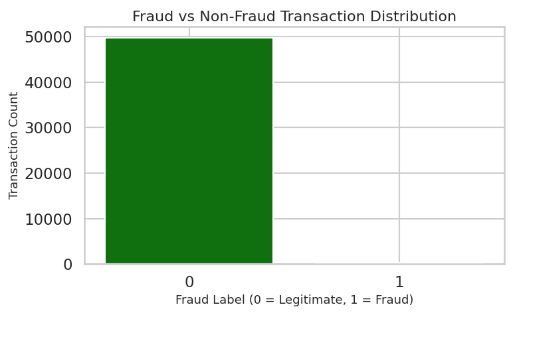 Fraud vs Non-Fraud Transaction Distribution
50000
40000
30000
20000
10000
0
Transaction Count
0 1
Fraud Label (0 = Legitimate, 1 = Fraud)